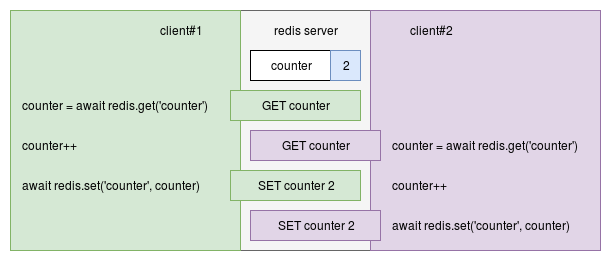 client#1 redis server client#2
counter 2
counter = await redis.get('counter') GET counter
counter++ GET counter counter = await redis.get('counter')
await redis.set('counter', counter) SET counter 2 counter++
SET counter 2 await redis.set('counter', counter)